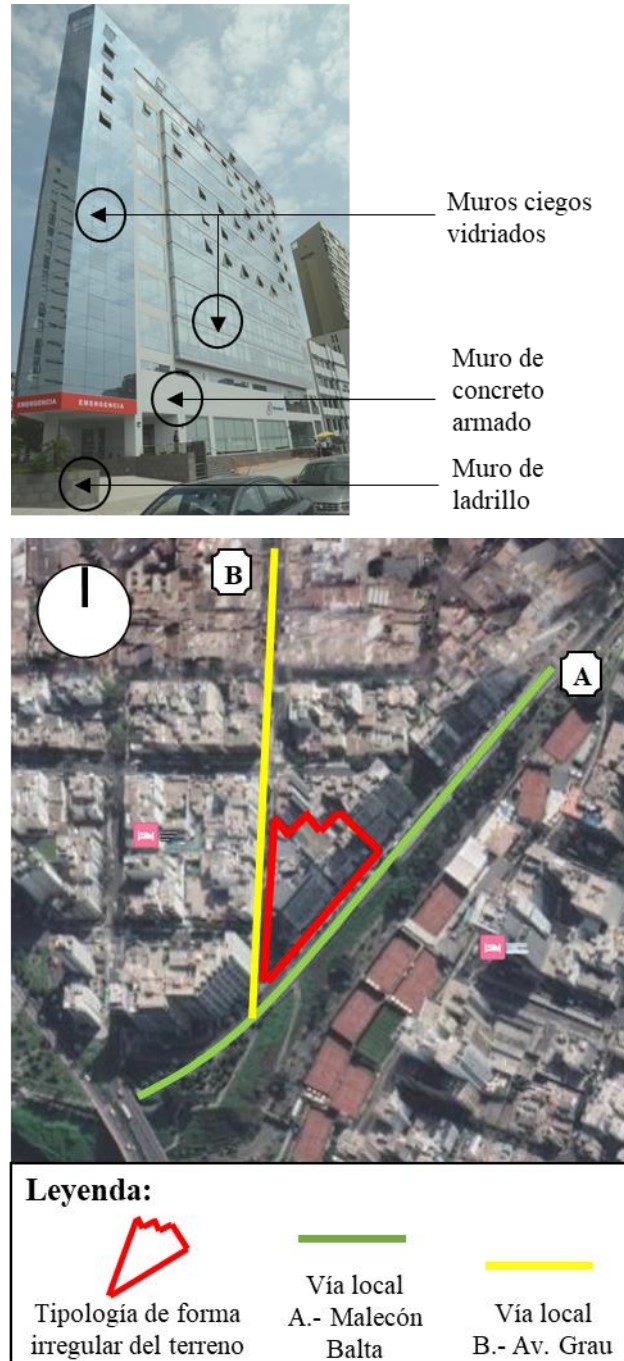 Muros ciegos
vidriados
Muro de
concreto
armado
Muro de
ladrillo
EMERGENCIA
EMERGENCIA
B
A
Leyenda:
Tipología de forma
irregular del terreno
Vía local
A.- Malecón
Balta
Vía local
B.- Av. Grau